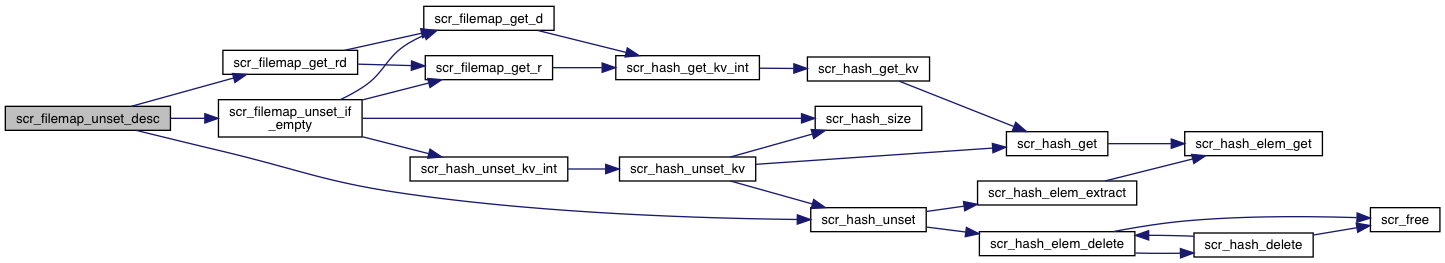 scr_filemap_unset_desc
scr_filemap_get_rd
scr_filemap_unset_if
_empty
scr_filemap_get_d
scr_filemap_get_r
scr_hash_unset_kv_int
scr_hash_get_kv_int
scr_hash_unset_kv
scr_hash_get_kv
scr_hash_size
scr_hash_unset
scr_hash_get
scr_hash_elem_extract
scr_hash_elem_delete
scr_hash_elem_get
scr_hash_delete
scr_free